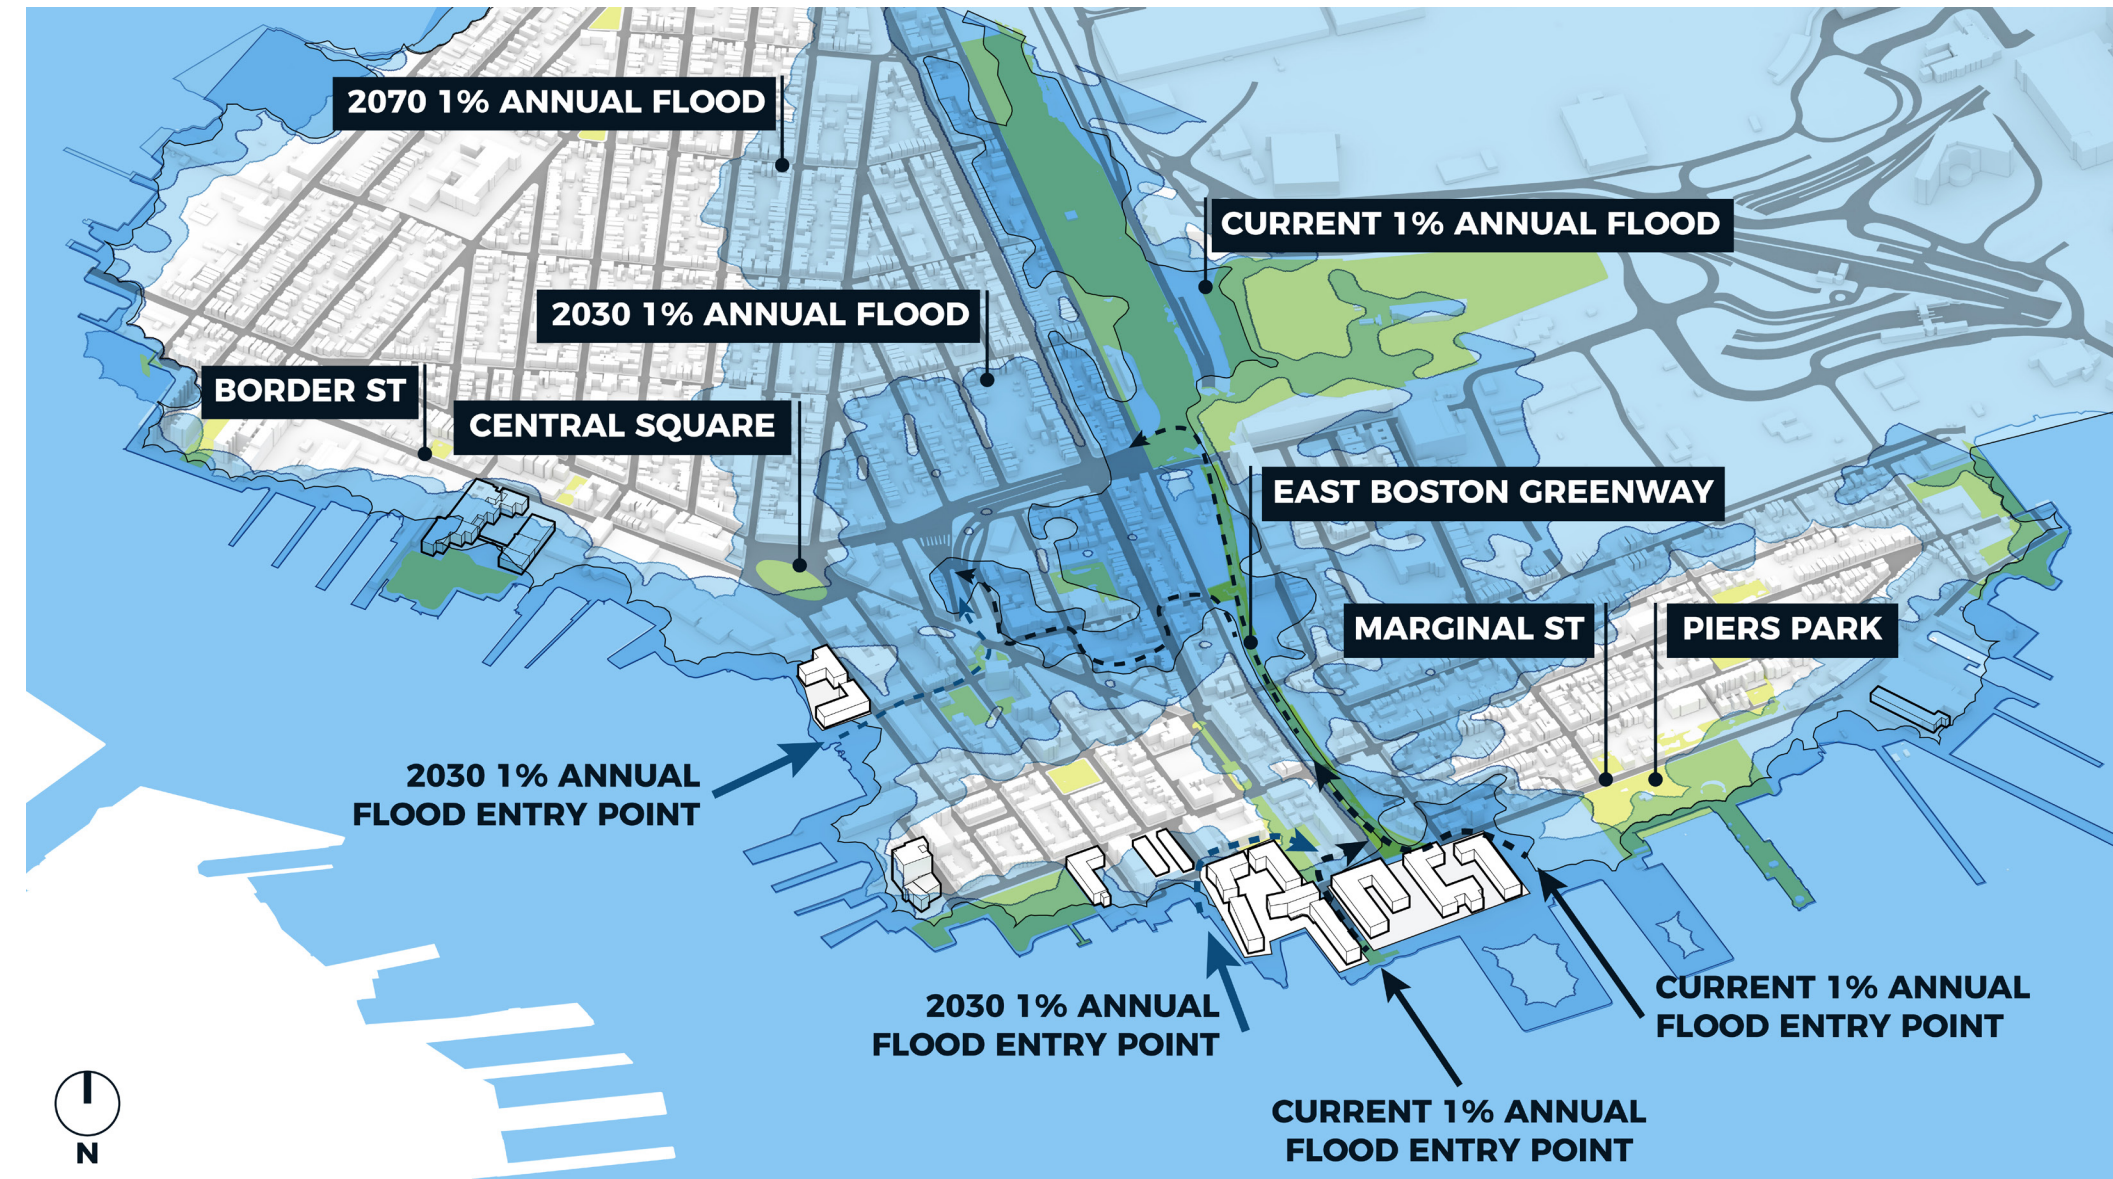 2070 1% ANNUAL FLOOD
CURRENT 1% ANNUAL FLOOD
2030 1% ANNUAL FLOOD
BORDER ST
CENTRAL SQUARE
EAST BOSTON GREENWAY
MARGINAL ST
PIERS PARK
2030 1% ANNUAL
FLOOD ENTRY POINT
2030 1% ANNUAL
FLOOD ENTRY POINT
CURRENT 1% ANNUAL
FLOOD ENTRY POINT
CURRENT 1% ANNUAL
FLOOD ENTRY POINT
N